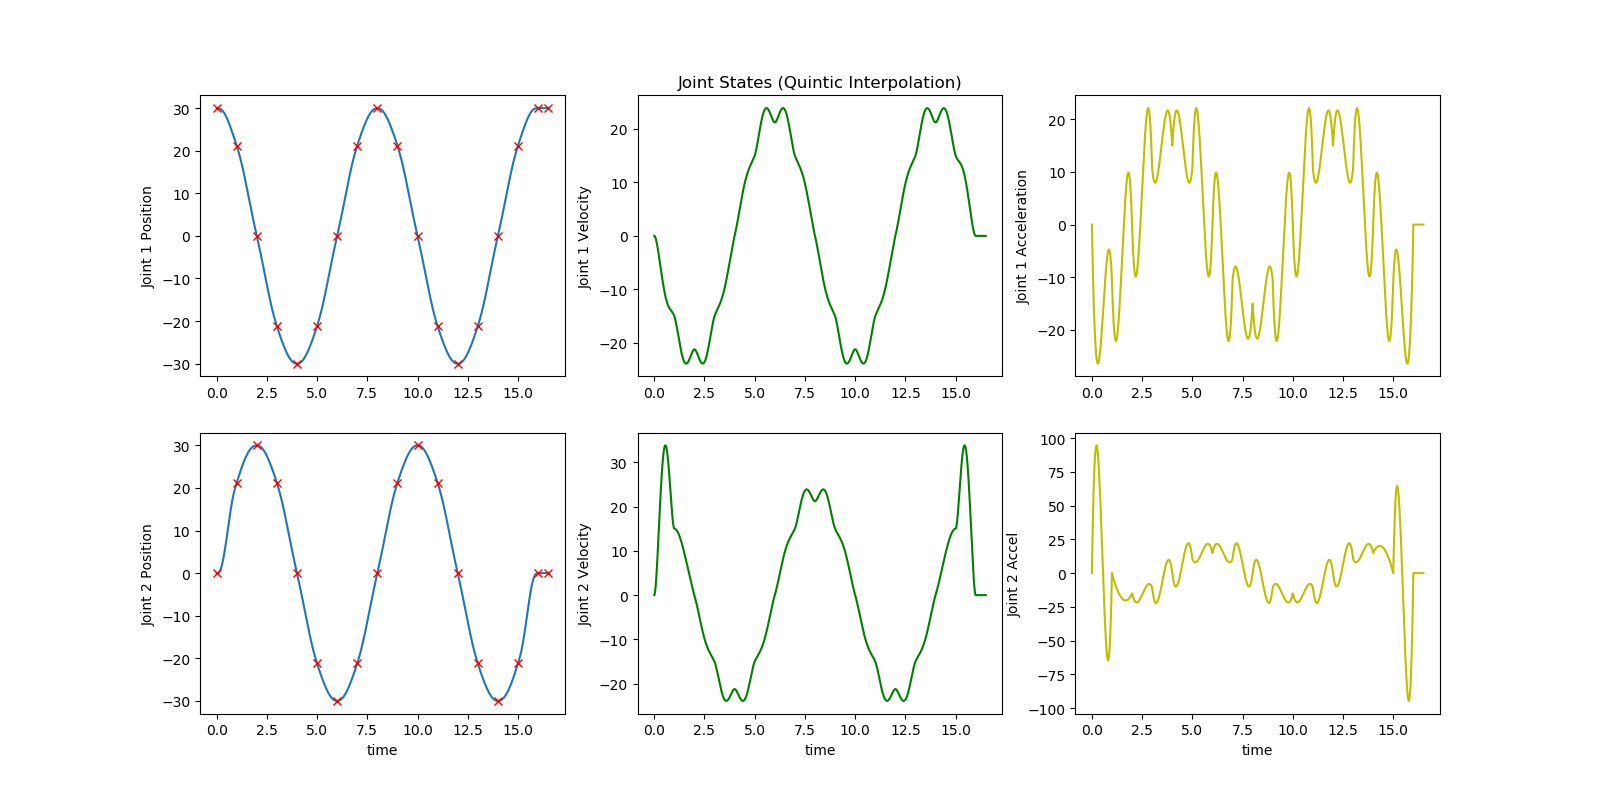 Joint States (Quintic Interpolation)
Joint 1 Position
30
20
10
0
−10
−20
−30
0.0 2.5 5.0 7.5 10.0 12.5 15.0
Joint 1 Velocity
20
10
0
−10
−20
0.0 2.5 5.0 7.5 10.0 12.5 15.0
Joint 1 Acceleration
20
10
0
−10
−20
0.0 2.5 5.0 7.5 10.0 12.5 15.0
Joint 2 Position
30
20
10
0
−10
−20
−30
0.0 2.5 5.0 7.5 10.0 12.5 15.0
time
Joint 2 Velocity
30
20
10
0
−10
−20
0.0 2.5 5.0 7.5 10.0 12.5 15.0
time
Joint 2 Accel
100
75
50
25
0
−25
−50
−75
−100
0.0 2.5 5.0 7.5 10.0 12.5 15.0
time